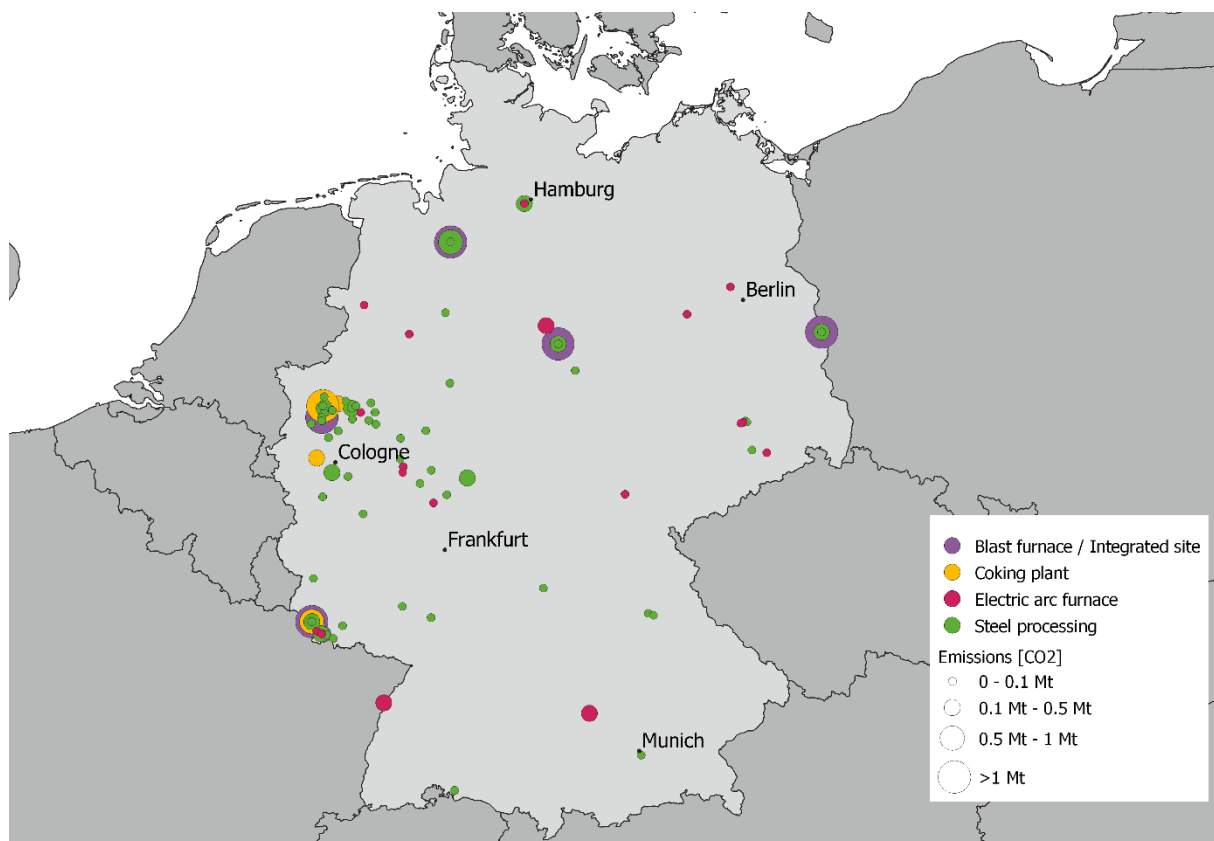 Hamburg
Berlin
Cologne
Frankfurt
Munich
Blast furnace / Integrated site
Coking plant
Electric arc furnace
Steel processing
Emissions [CO2]
0 - 0.1 Mt
0.1 Mt - 0.5 Mt
0.5 Mt - 1 Mt
>1 Mt